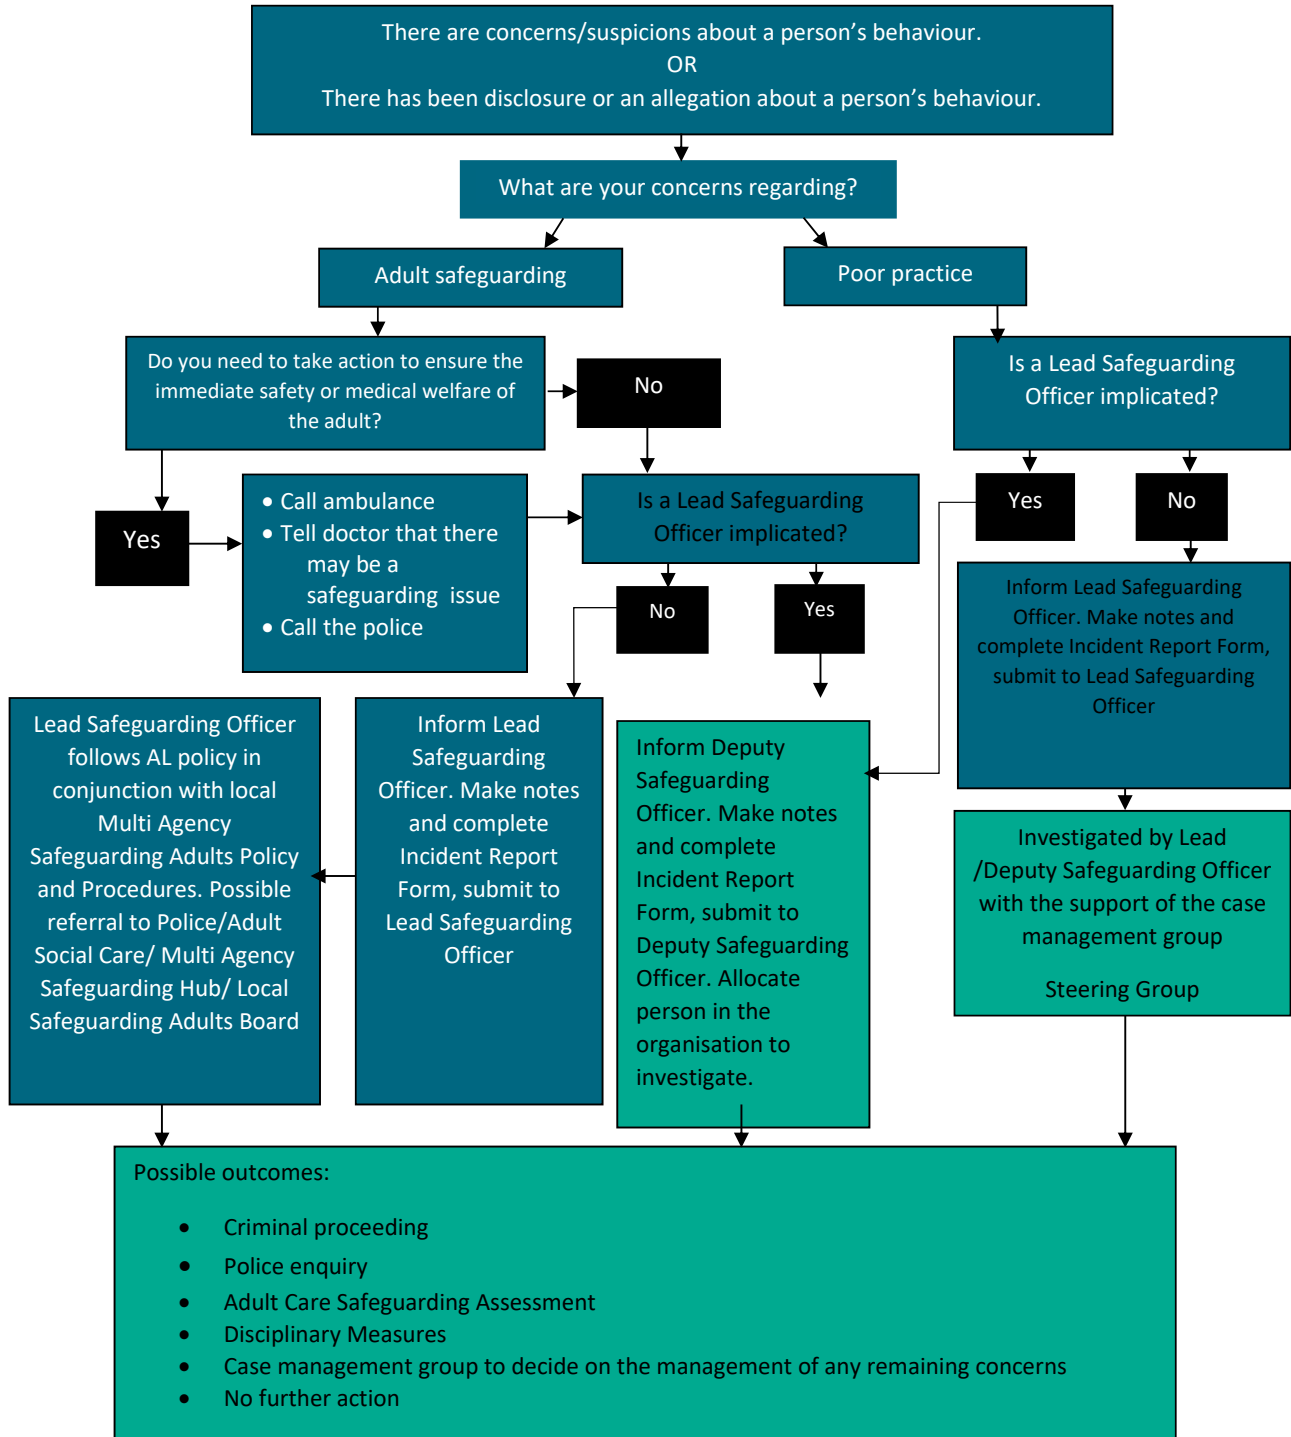 There are concerns/suspicions about a person’s behaviour.
OR
There has been disclosure or an allegation about a person’s behaviour.
What are your concerns regarding?
Adult safeguarding
Poor practice
Do you need to take action to ensure the
immediate safety or medical welfare of
the adult?
No
Is a Lead Safeguarding
Officer implicated?
Yes
• Call ambulance
• Tell doctor that there
may be a
safeguarding issue
• Call the police
Is a Lead Safeguarding
Officer implicated?
Yes
No
No
Yes
Inform Lead Safeguarding
Officer. Make notes and
complete Incident Report Form,
submit to Lead Safeguarding
Officer
Lead Safeguarding Officer
follows AL policy in
conjunction with local
Multi Agency
Safeguarding Adults Policy
and Procedures. Possible
referral to Police/Adult
Social Care/ Multi Agency
Safeguarding Hub/ Local
Safeguarding Adults Board
Inform Lead
Safeguarding
Officer. Make notes
and complete
Incident Report
Form, submit to
Lead Safeguarding
Officer
Inform Deputy
Safeguarding
Officer. Make notes
and complete
Incident Report
Form, submit to
Deputy Safeguarding
Officer. Allocate
person in the
organisation to
investigate.
Investigated by Lead
/Deputy Safeguarding Officer
with the support of the case
management group
Steering Group
Possible outcomes:
• Criminal proceeding
• Police enquiry
• Adult Care Safeguarding Assessment
• Disciplinary Measures
• Case management group to decide on the management of any remaining concerns
• No further action